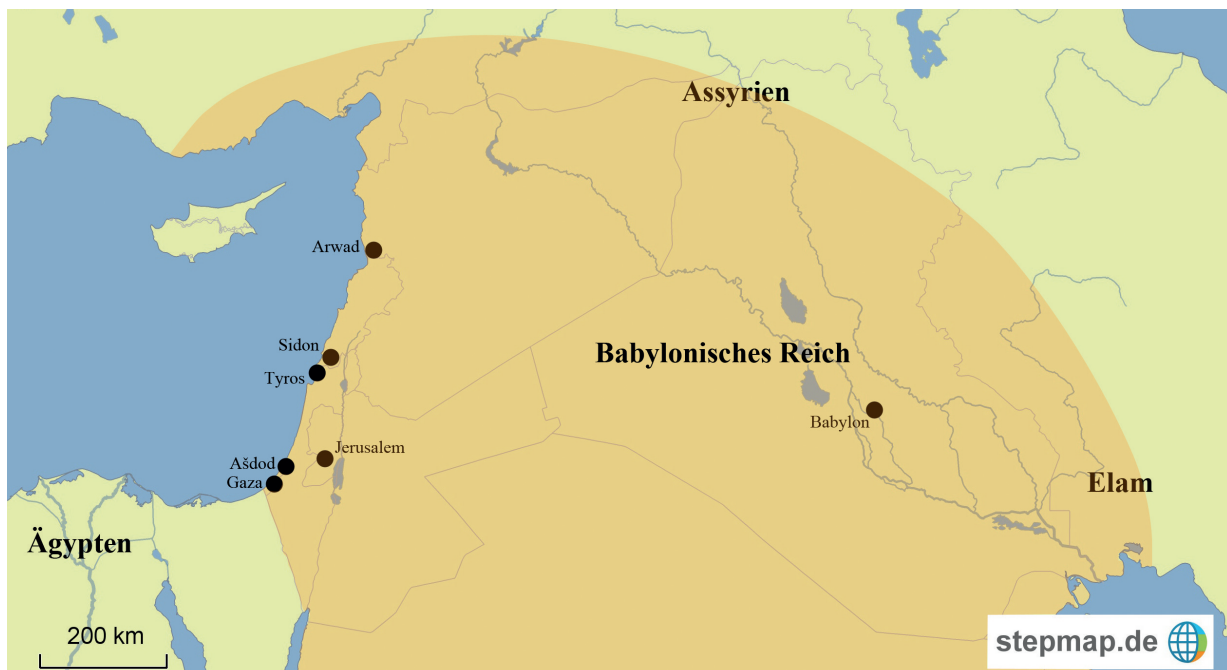 Assyrien
Arwad
Babylonisches Reich
Sidon
Tyros
Babylon
Jerusalem
Ašdod
Gaza
Elam
Ägypten
200 km
stepmap.de